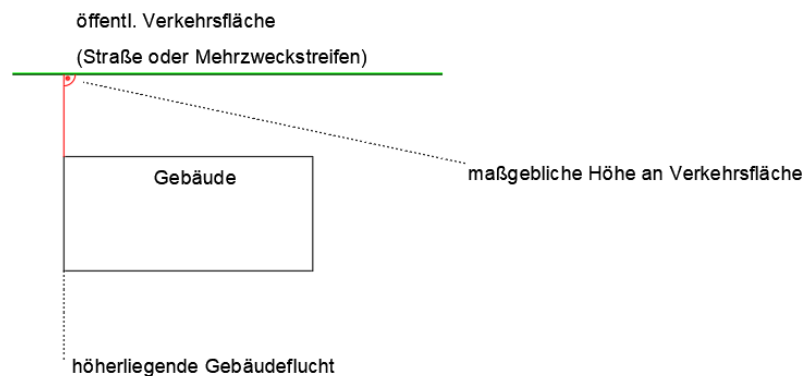 öffentl. Verkehrsfläche
(Straße oder Mehrzweckstreifen)
Gebäude
maßgebliche Höhe an Verkehrsfläche
höherliegende Gebäudeflucht